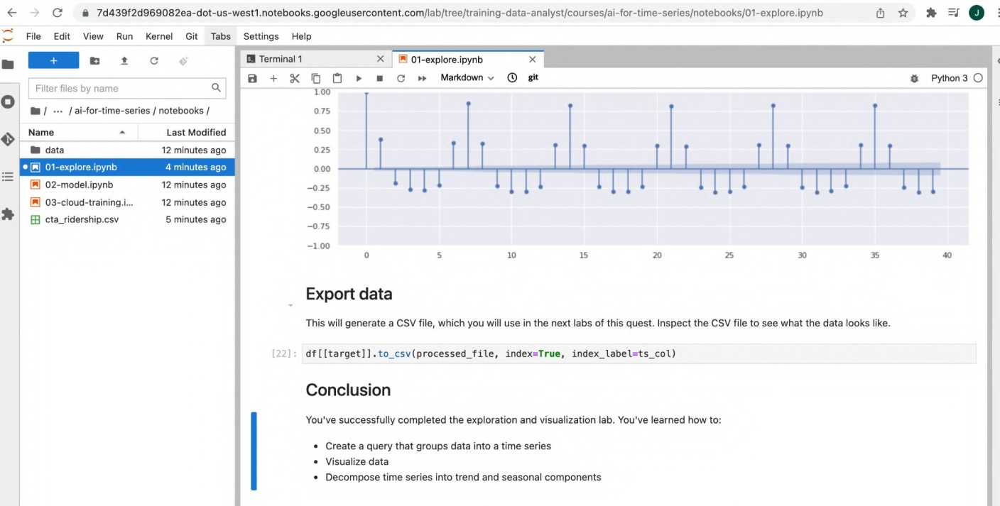 7d439f2d969082ea-dot-us-west1.notebooks.googleusercontent.com/lab/tree/training-data-analyst/courses/ai-for-time-series/notebooks/01-explore.ipynb
J
File Edit View Run Kernel Git Tabs Settings Help
+
Terminal 1
01-explore.ipynb
Markdown
git
Python 3
Filter files by name
/ ... / ai-for-time-series / notebooks /
Name Last Modified
data 12 minutes ago
01-explore.ipynb 4 minutes ago
02-model.ipynb 12 minutes ago
03-cloud-training.i... 12 minutes ago
cta_ridership.csv 5 minutes ago
1.00
0.75
0.50
0.25
0.00
−0.25
−0.50
−0.75
−1.00
0 5 10 15 20 25 30 35 40
Export data
This will generate a CSV file, which you will use in the next labs of this quest. Inspect the CSV file to see what the data looks like.
[22]: df[[target]].to_csv(processed_file, index=True, index_label=ts_col)
Conclusion
You've successfully completed the exploration and visualization lab. You've learned how to:
• Create a query that groups data into a time series
• Visualize data
• Decompose time series into trend and seasonal components